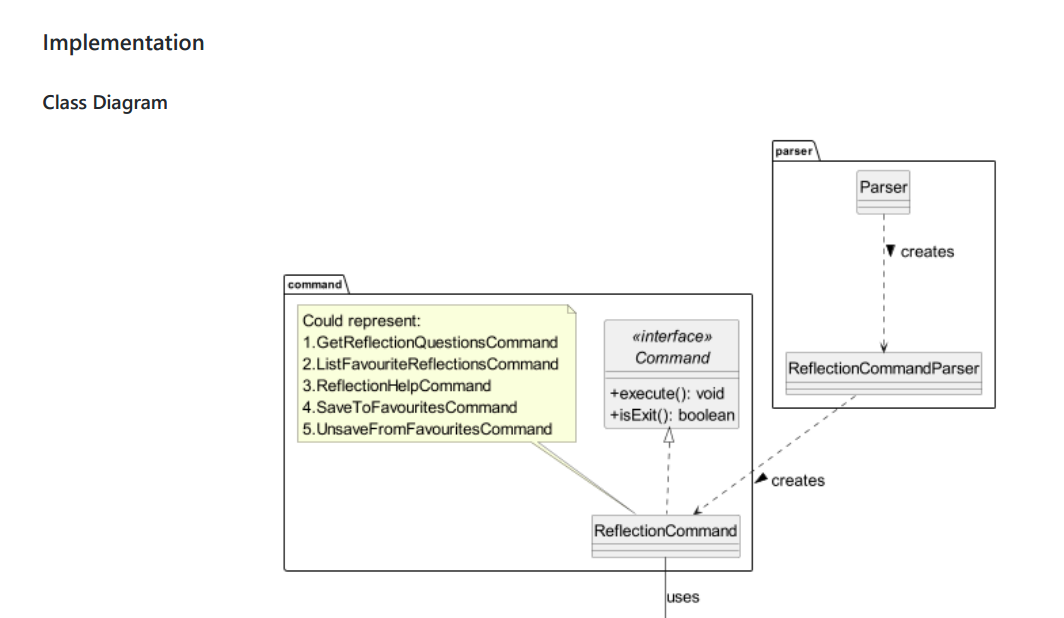 Implementation
Class Diagram
parser
Parser
creates
command
Could represent:
1.GetReflectionQuestionsCommand
2.ListFavouriteReflectionsCommand
3.ReflectionHelpCommand
4.SaveToFavouritesCommand
5.UnsaveFromFavouritesCommand
«interface»
Command
+execute(): void
+isExit(): boolean
ReflectionCommandParser
creates
ReflectionCommand
uses